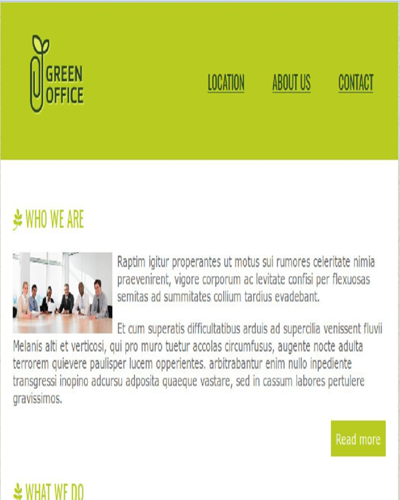 GREEN
OFFICE
LOCATION ABOUT US CONTACT
WHO WE ARE
Raptim igitur properantes ut motus sui rumores celeritate nimia
praevenirent, vigore corporum ac levitate confisi per flexuosas
semitas ad summitates collium tardius evadebant.
Et cum superatis difficultatibus arduis ad supercilia venissent fluvii
Melanis alti et verticosi, qui pro muro tuetur accolas circumfusus, augente nocte adulta
terrorem quievere paulisper lucem opperientes. arbitrabantur enim nullo inpediente
transgressi inopino adcursu adposita quaeque vastare, sed in cassum labores pertulere
gravissimos.
Read more
WHAT WE DO